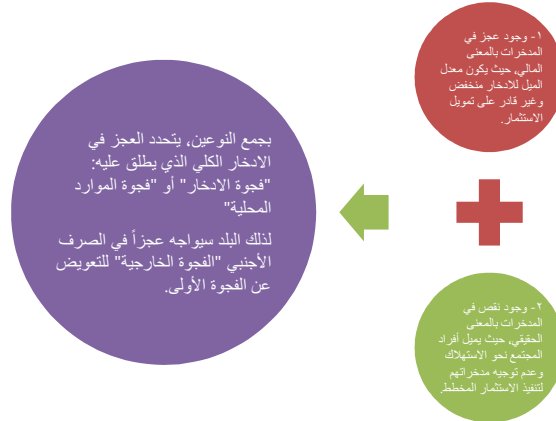 ١- وجود عجز في
المدخرات بالمعنى
المالي، حيث يكون معدل
الميل للادخار منخفض
وغير قادر على تمويل
الاستثمار.
٢- وجود نقص في
المدخرات بالمعنى
الحقيقي، حيث يميل أفراد
المجتمع نحو الاستهلاك
وعدم توجيه مدخراتهم
لتنفيذ الاستثمار المخطط.
بجمع النوعين، يتحدد العجز في
الادخار الكلي الذي يطلق عليه:
"فجوة الادخار" أو "فجوة الموارد
المحلية"
لذلك البلد سيواجه عجزاً في الصرف
الأجنبي "الفجوة الخارجية" للتعويض
عن الفجوة الأولى.